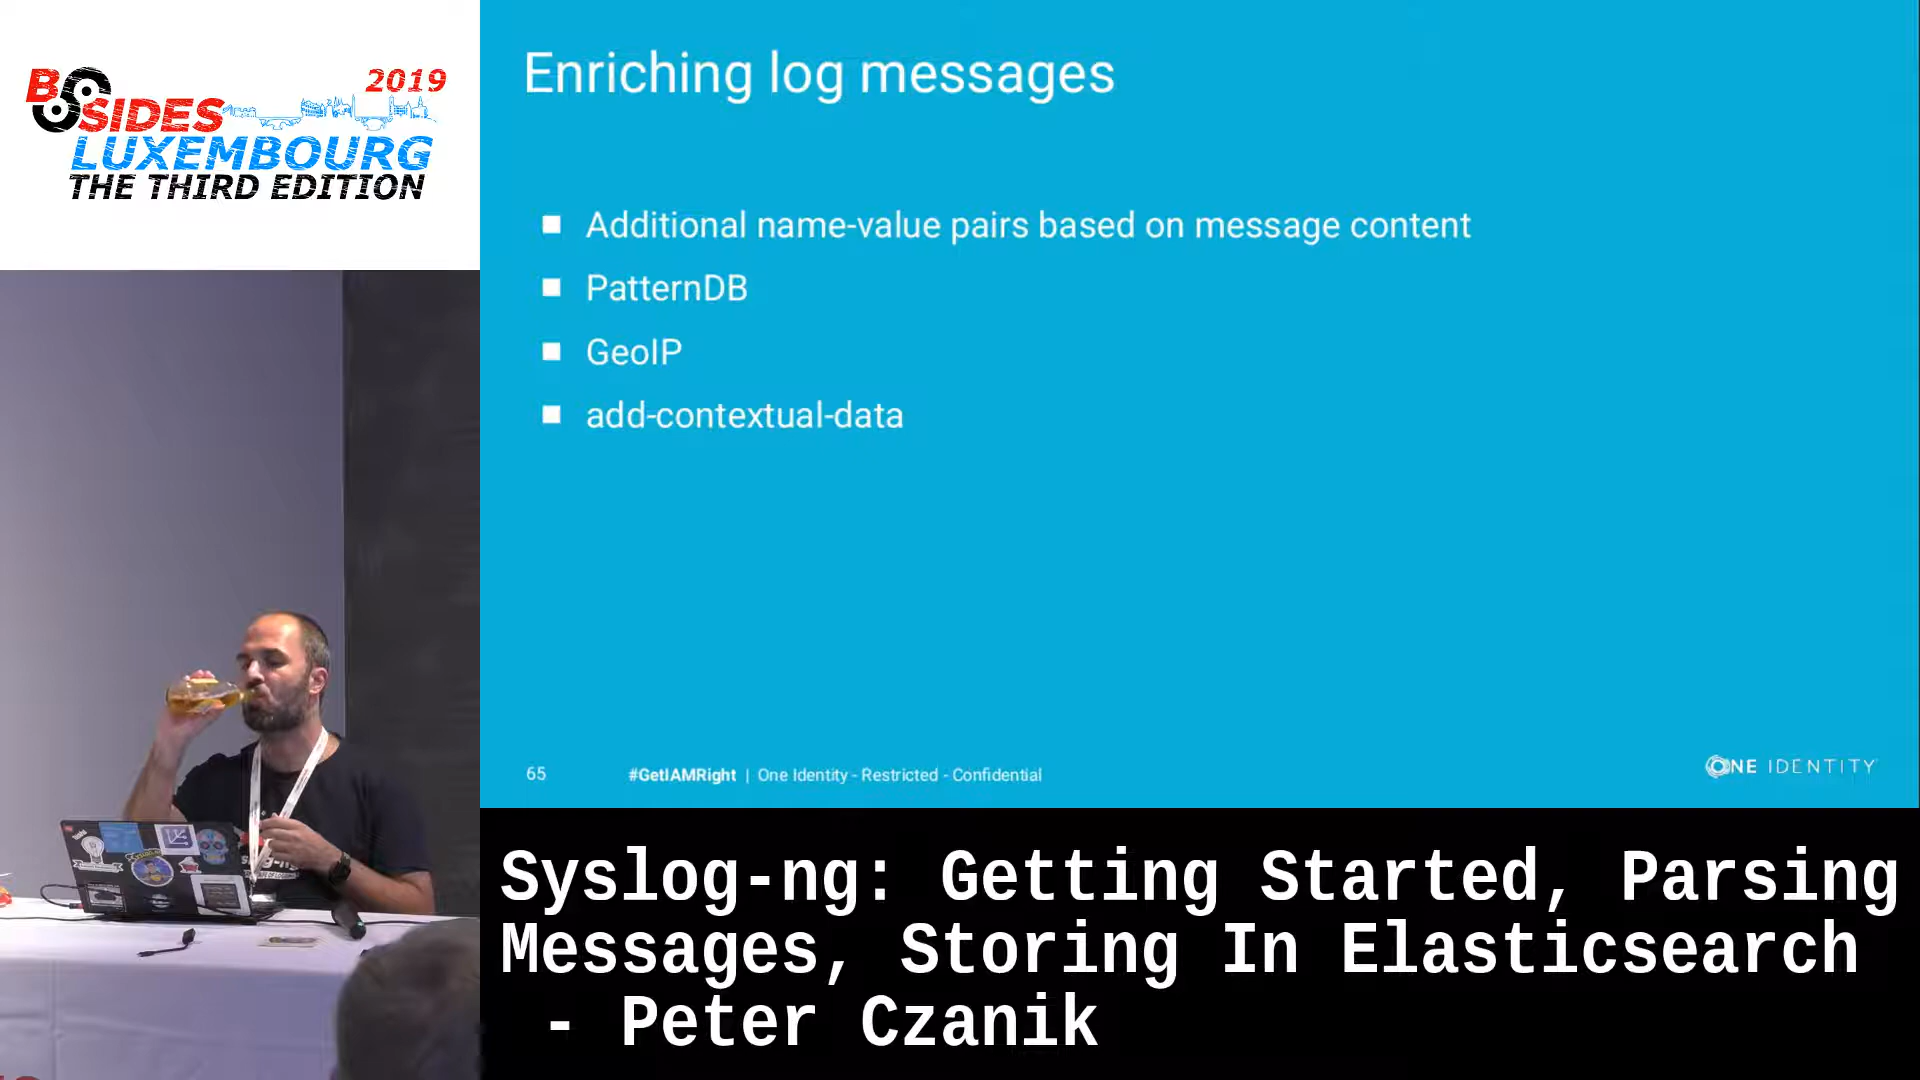 BSIDES 2019
LUXEMBOURG
THE THIRD EDITION
Enriching log messages
Additional name-value pairs based on message content
PatternDB
GeoIP
add-contextual-data
65 #GetIAMRight | One Identity - Restricted - Confidential
ONE IDENTITY
Syslog-ng: Getting Started, Parsing
Messages, Storing In Elasticsearch
- Peter Czanik